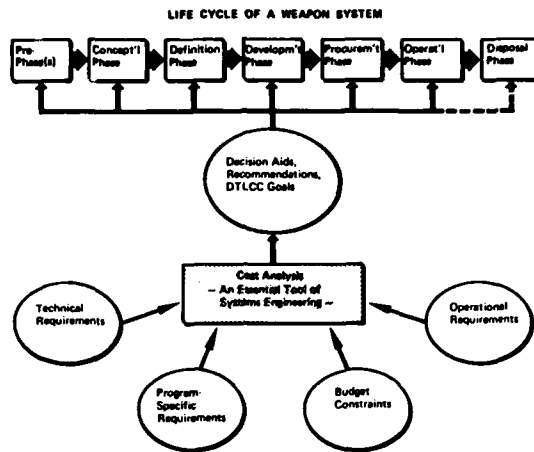 LIFE CYCLE OF A WEAPON SYSTEM
Pre-
Phase(s)
Concept'l
Phase
Definition
Phase
Developm't
Phase
Procurem't
Phase
Operat'l
Phase
Disposal
Phase
Decision Aids,
Recommendations,
DTLCC Goals
Cost Analysis
~ An Essential Tool of
Systems Engineering ~
Technical
Requirements
Operational
Requirements
Program-
Specific
Requirements
Budget
Constraints